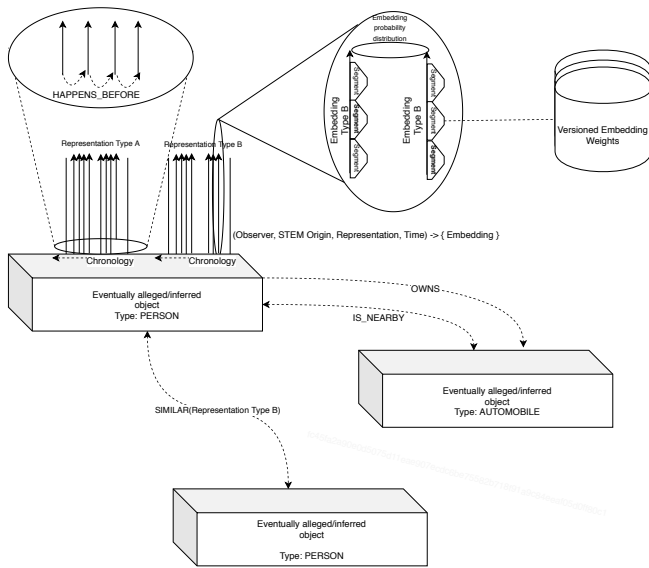 Embedding
probability
distribution
HAPPENS_BEFORE
Segment
Segment
Segment
Embedding
Type B
Segment
Segment
Segment
Embedding
Type B
Versioned Embedding
Weights
Representation Type A
Representation Type B
(Observer, STEM Origin, Representation, Time) -> { Embedding }
Chronology
Chronology
Eventually alleged/inferred
object
Type: PERSON
OWNS
IS_NEARBY
Eventually alleged/inferred
object
Type: AUTOMOBILE
SIMILAR(Representation Type B)
Eventually alleged/inferred
object
Type: PERSON